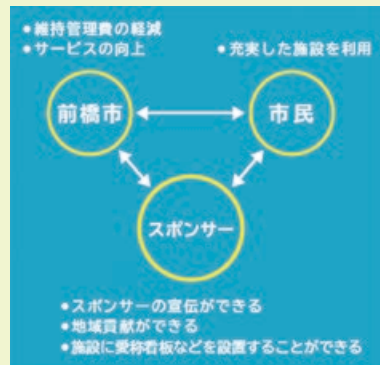 ●維持管理費の軽減
●サービスの向上
●充実した施設を利用
前橋市
市民
スポンサー
●スポンサーの宣伝ができる
●地域貢献ができる
●施設に愛称看板などを設置することができる